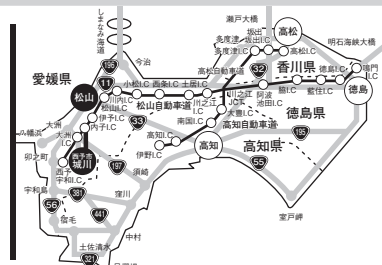 瀬戸大橋
しまなみ海道
今治
多度津
多度津I.C
坂出
坂出I.C
高松
高松I.C
明石海峡大橋
鳴門I.C
196
愛媛県
11
小松I.C
西条I.C
土居I.C
高松自動車道
32
香川県
徳島I.C
徳島
松山
川内I.C
松山I.C
松山自動車道
川之江I.C
川之江JCT
阿波池田I.C
脇I.C
藍住I.C
大豊I.C
徳島県
八幡浜
大洲
大洲I.C
伊予I.C
内子I.C
33
南国I.C
高知I.C
高知自動車道
195
卯之町
西予市
城川
伊野I.C
高知
高知県
197
須崎
55
西予宇和I.C
宇和島
381
窪川
56
441
室戸岬
宿毛
中村
土佐清水
321